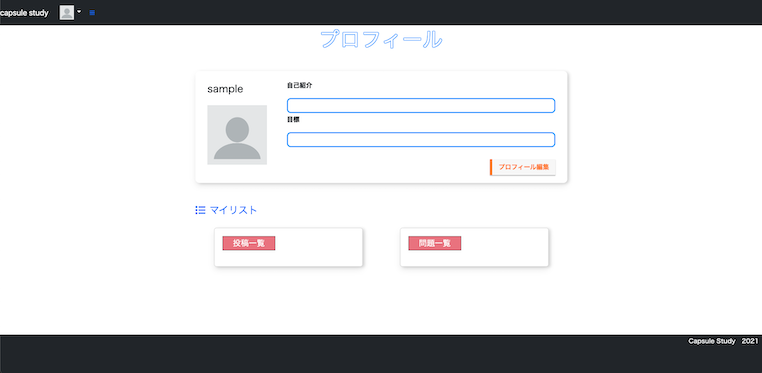 capsule study
プロフィール
sample
自己紹介
目標
プロフィール編集
マイリスト
投稿一覧
問題一覧
Capsule Study 2021